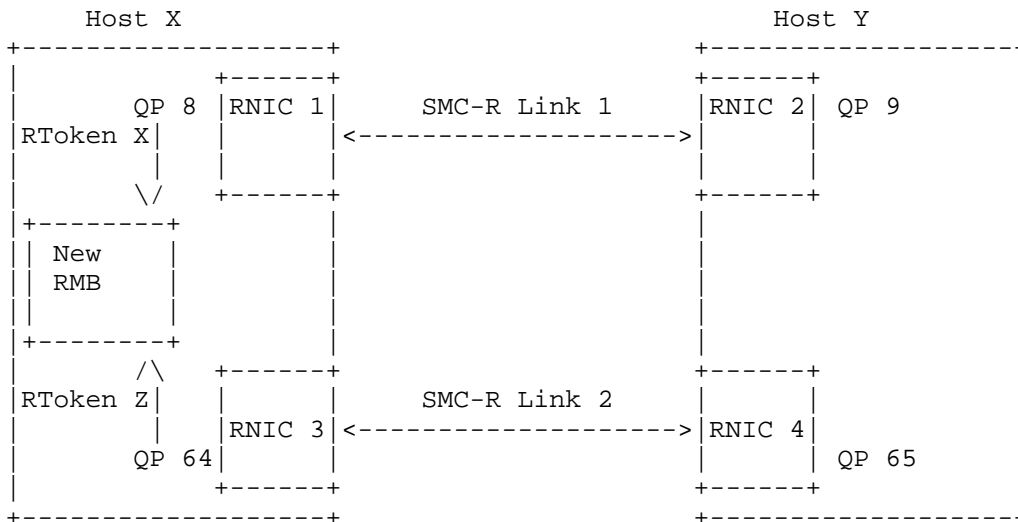 Host X Host Y
QP 8 RNIC 1 SMC-R Link 1 RNIC 2 QP 9
RToken X
New
RMB
RToken Z SMC-R Link 2
RNIC 3 RNIC 4
QP 64 QP 65